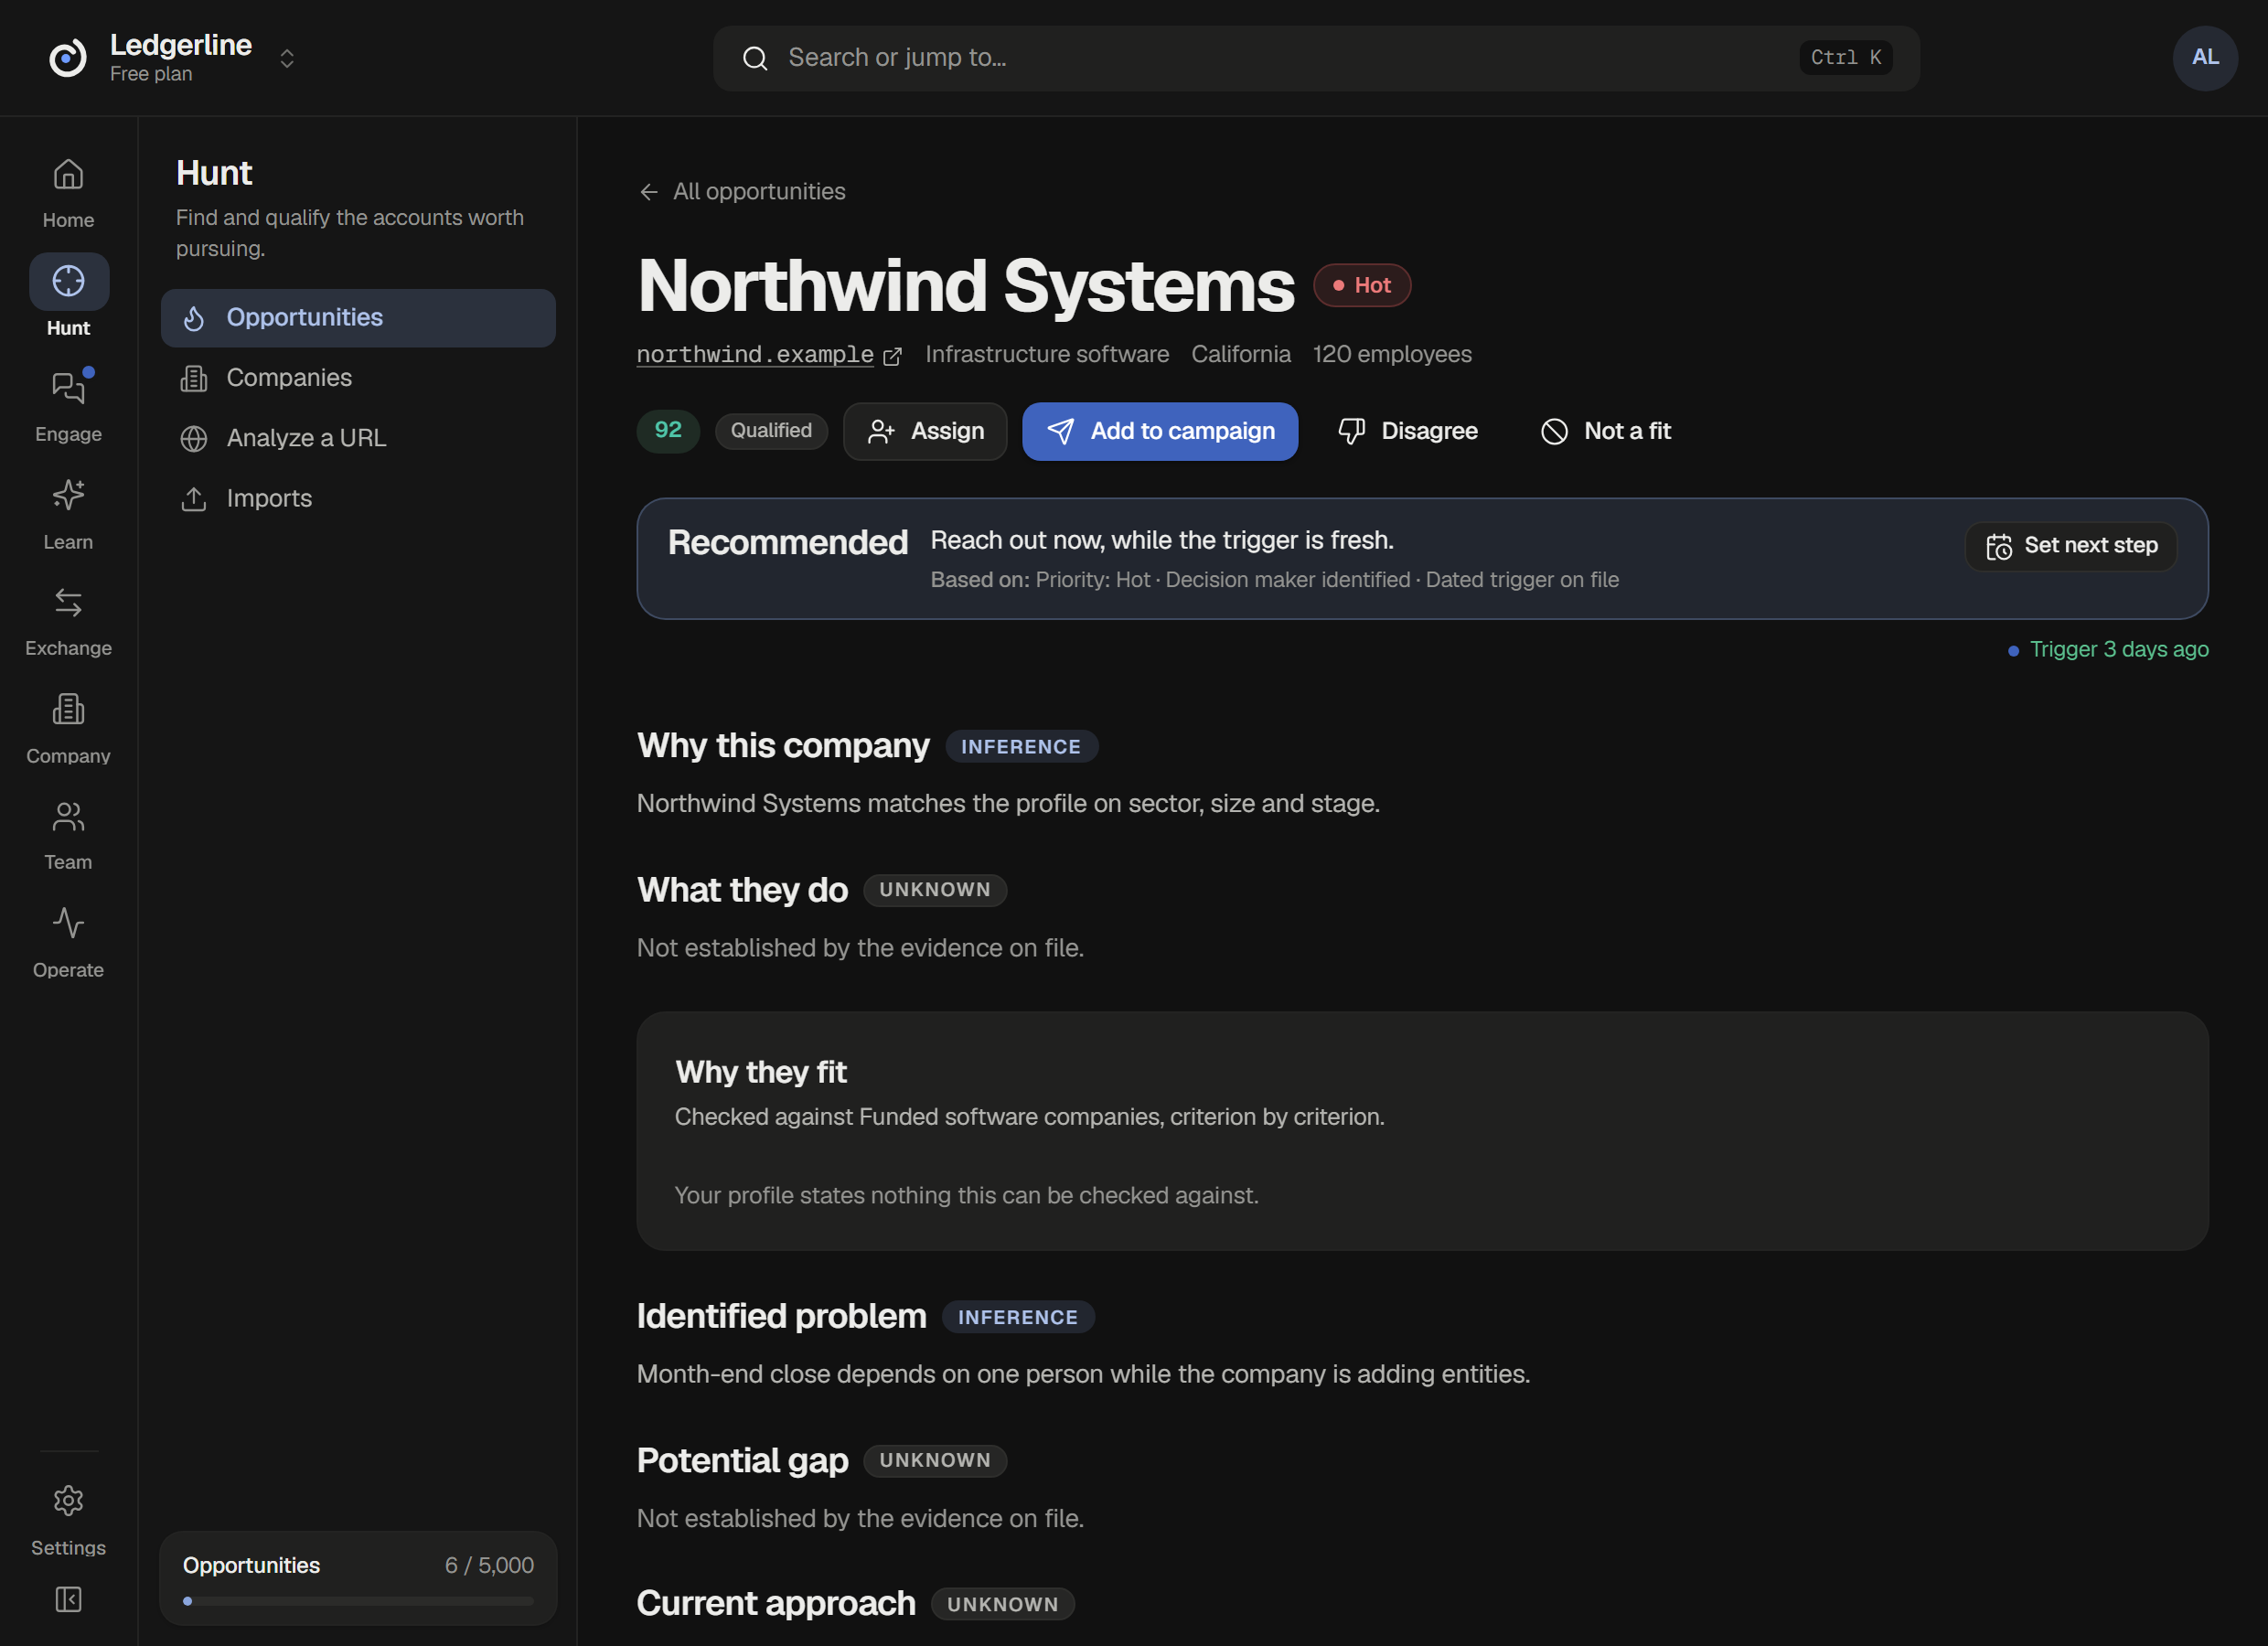 Ledgerline
Free plan
Search or jump to...
Ctrl K
AL
Home
Hunt
Engage
Learn
Exchange
Company
Team
Operate
Settings
Hunt
Find and qualify the accounts worth
pursuing.
Opportunities
Companies
Analyze a URL
Imports
Opportunities 6 / 5,000
All opportunities
Northwind Systems Hot
northwind.example Infrastructure software California 120 employees
92 Qualified Assign Add to campaign Disagree Not a fit
Recommended Reach out now, while the trigger is fresh. Set next step
Based on: Priority: Hot · Decision maker identified · Dated trigger on file
Trigger 3 days ago
Why this company INFERENCE
Northwind Systems matches the profile on sector, size and stage.
What they do UNKNOWN
Not established by the evidence on file.
Why they fit
Checked against Funded software companies, criterion by criterion.
Your profile states nothing this can be checked against.
Identified problem INFERENCE
Month-end close depends on one person while the company is adding entities.
Potential gap UNKNOWN
Not established by the evidence on file.
Current approach UNKNOWN